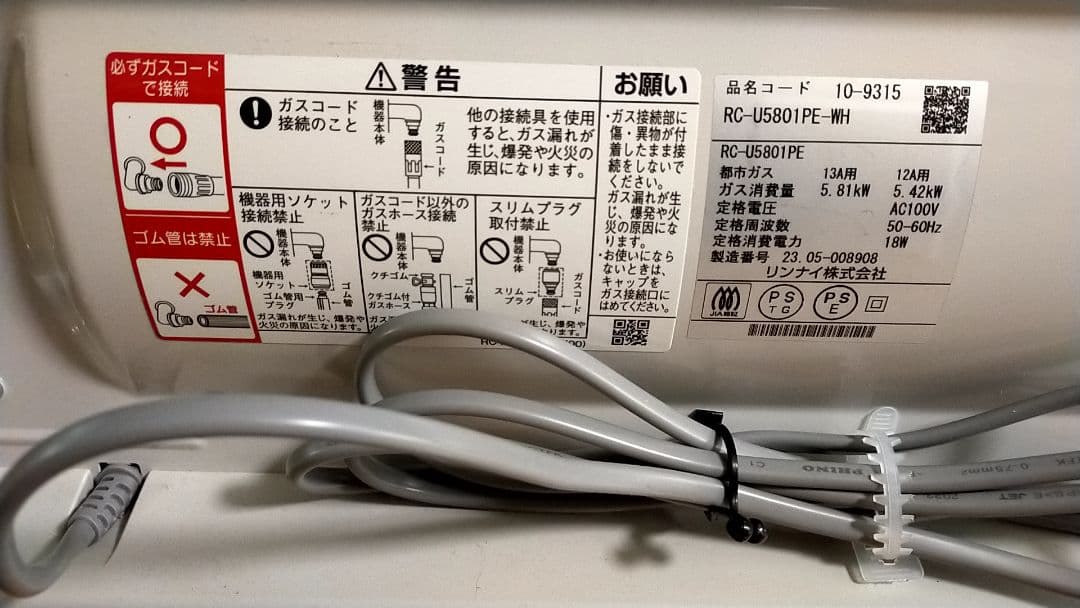 必ずガスコード
で接続
ゴム管は禁止
ゴム管
警告
ガスコード
接続のこと
機器本体
ガスコード
他の接続具を使用
すると、ガス漏れが
生じ、爆発や火災の
原因になります。
機器用ソケット
接続禁止
機器本体
機器用
ソケット
ゴム管用
プラグ
ゴム管
ガス漏れが生じ、爆発や
火災の原因になります。
ガスコード以外の
ガスホース接続
禁止
機器本体
クチゴム
クチゴム付
ガスホース
ゴム管
スリムプラグ
取付禁止
機器本体
スリム
プラグ
ガスコード
お願い
・ガス接続部に
傷・異物が付
着したまま接
続をしないで
ください。
ガス漏れが生
じ、爆発や火
災の原因にな
ります。
・お使いになら
ないときは、
キャップを
ガス接続口に
はめてください。
品名コード 10-9315
RC-U5801PE-WH
RC-U5801PE
都市ガス 13A用 12A用
ガス消費量 5.81kW 5.42kW
定格電圧 AC100V
定格周波数 50-60Hz
定格消費電力 18W
製造番号 23.05-008908
リンナイ株式会社
JIA認証
PS
TG
PS
E
C1 PRINO 0.75mm2